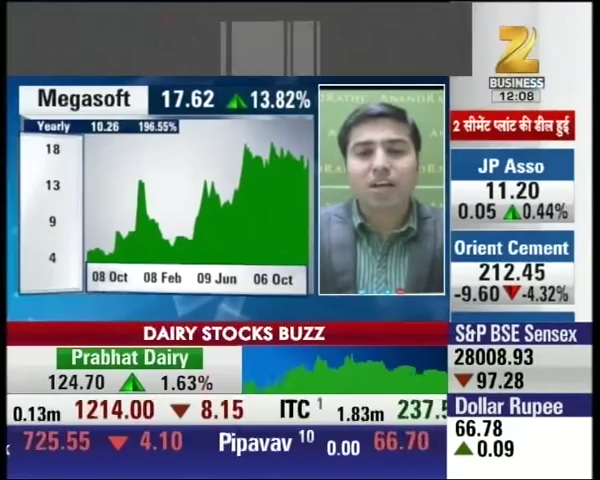 Z
BUSINESS
12:08
Megasoft 17.62 13.82%
Yearly 10.26 196.55%
18
13
9
4
08 Oct 08 Feb 09 Jun 06 Oct
ANANDRATHI
2 सीमेंट प्लांट की डील हुई
JP Asso
11.20
0.05 0.44%
Orient Cement
212.45
-9.60 -4.32%
DAIRY STOCKS BUZZ
Prabhat Dairy
124.70 1.63%
S&P BSE Sensex
28008.93
97.28
Dollar Rupee
66.78
0.09
0.13m 1214.00 8.15 ITC 1 1.83m 237.5
725.55 4.10 Pipavav 10 0.00 66.70